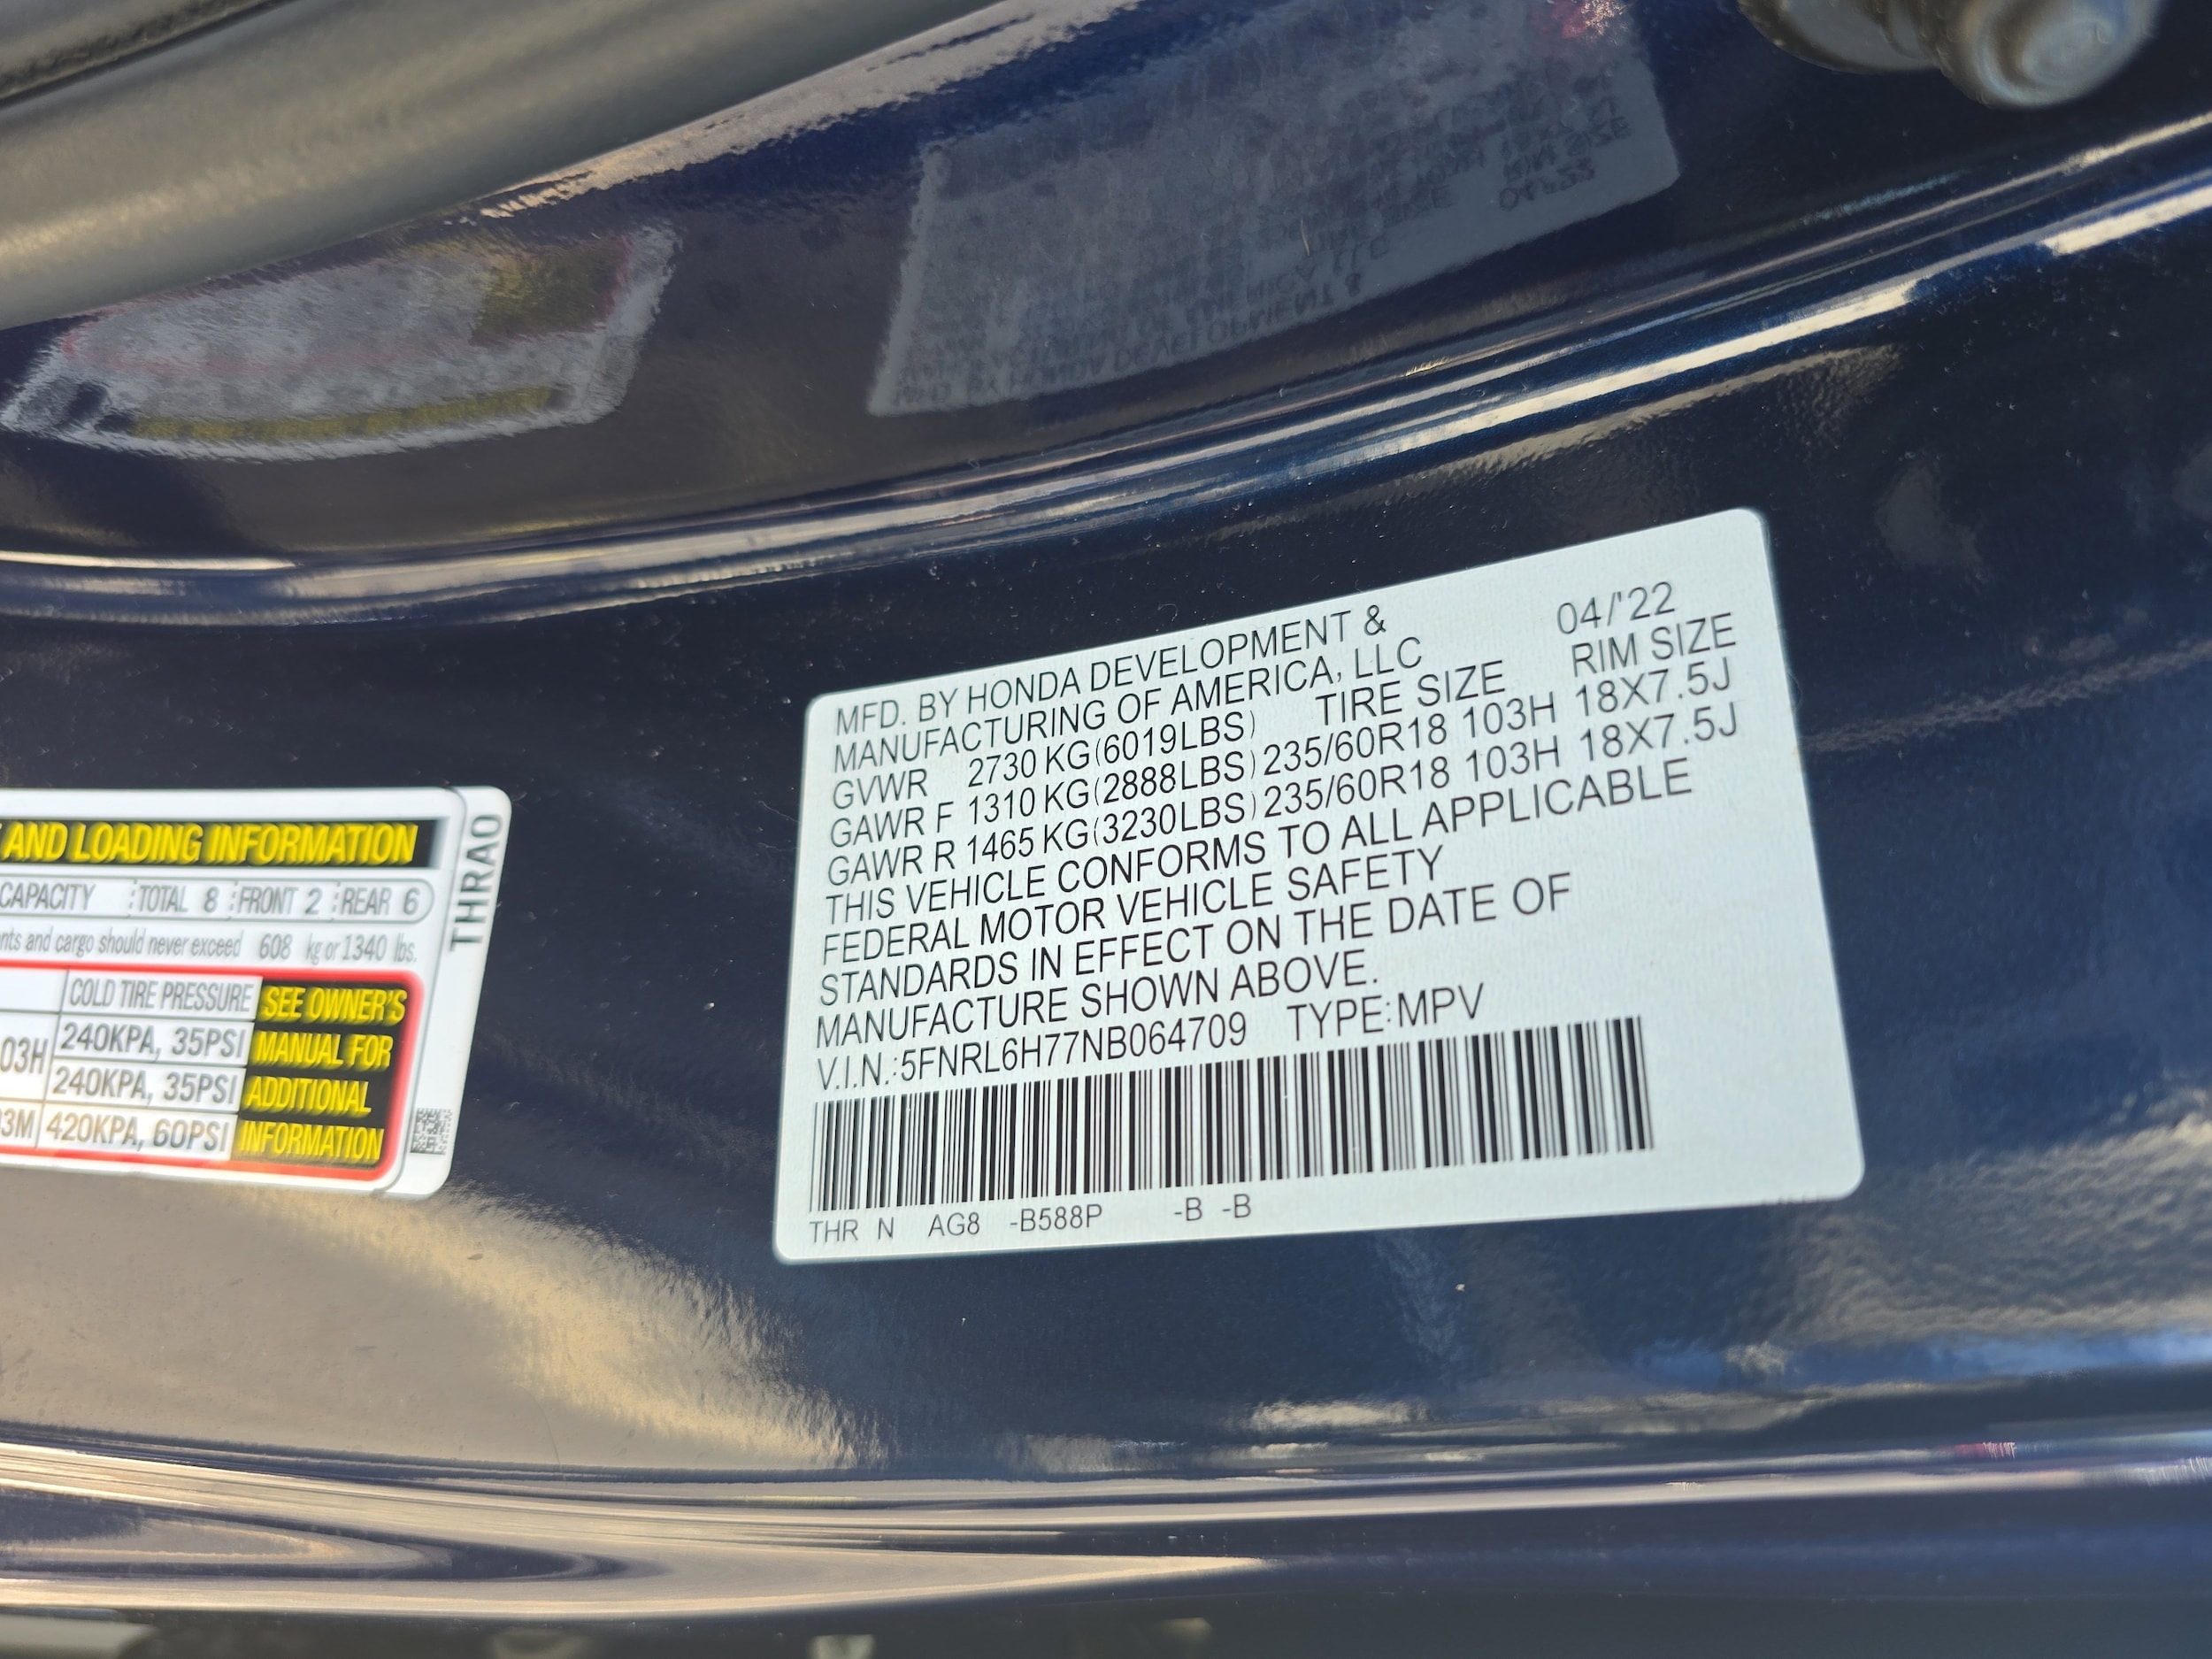 AND LOADING INFORMATION
CAPACITY TOTAL 8 FRONT 2 REAR 6
and cargo should never exceed 608 kg or 1340 lbs.
COLD TIRE PRESSURE
03H 240KPA, 35PSI
240KPA, 35PSI
3M 420KPA, 60PSI
SEE OWNER'S
MANUAL FOR
ADDITIONAL
INFORMATION
THRAO
MFD. BY HONDA DEVELOPMENT & 04/'22
MANUFACTURING OF AMERICA, LLC RIM SIZE
GVWR 2730 KG(6019LBS) TIRE SIZE
GAWR F 1310 KG(2888LBS) 235/60R18 103H 18X7.5J
GAWR R 1465 KG(3230LBS) 235/60R18 103H 18X7.5J
THIS VEHICLE CONFORMS TO ALL APPLICABLE
FEDERAL MOTOR VEHICLE SAFETY
STANDARDS IN EFFECT ON THE DATE OF
MANUFACTURE SHOWN ABOVE.
V.I.N.:5FNRL6H77NB064709 TYPE:MPV
THR N AG8 -B588P -B -B